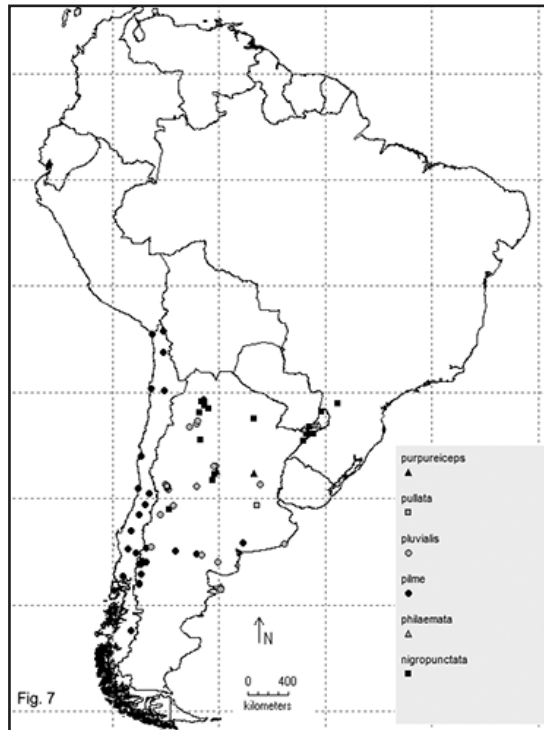 purpureiceps
pullata
pluvialis
pilme
philaemata
nigropunctata
N
0 400
kilometers
Fig. 7